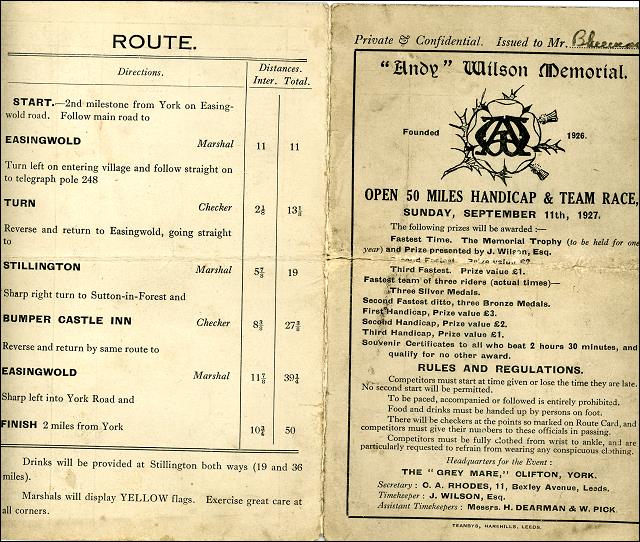 ROUTE.
Directions. Distances.
Inter. Total.
START.—2nd milestone from York on Easing-
wold road. Follow main road to
EASINGWOLD Marshal 11 11
Turn left on entering village and follow straight on
to telegraph pole 248
TURN Checker 2⅛ 13⅛
Reverse and return to Easingwold, going straight
to
STILLINGTON Marshal 5⅞ 19
Sharp right turn to Sutton-in-Forest and
BUMPER CASTLE INN Checker 8⅜ 27⅜
Reverse and return by same route to
EASINGWOLD Marshal 11⅞ 39¼
Sharp left into York Road and
FINISH 2 miles from York 10¾ 50
Drinks will be provided at Stillington both ways (19 and 36
miles).
Marshals will display YELLOW flags. Exercise great care at
all corners.
Private & Confidential. Issued to Mr.
"Andy" Wilson Memorial.
Founded 1926.
OPEN 50 MILES HANDICAP & TEAM RACE,
SUNDAY, SEPTEMBER 11th, 1927.
The following prizes will be awarded :—
Fastest Time. The Memorial Trophy (to be held for one
year) and Prize presented by J. Wilson, Esq.
Fastest. Prize value £2.
Third Fastest. Prize value £1.
Fastest team of three riders (actual times)—
Three Silver Medals.
Second Fastest ditto, three Bronze Medals.
First Handicap, Prize value £3.
Second Handicap, Prize value £2.
Third Handicap, Prize value £1.
Souvenir Certificates to all who beat 2 hours 30 minutes, and
qualify for no other award.
RULES AND REGULATIONS.
Competitors must start at time given or lose the time they are late.
No second start will be permitted.
To be paced, accompanied or followed is entirely prohibited.
Food and drinks must be handed up by persons on foot.
There will be checkers at the points so marked on Route Card, and
competitors must give their numbers to these officials in passing.
Competitors must be fully clothed from wrist to ankle, and are
particularly requested to refrain from wearing any conspicuous clothing.
Headquarters for the Event :
THE "GREY MARE," CLIFTON, YORK.
Secretary : C. A. RHODES, 11, Bexley Avenue, Leeds.
Timekeeper : J. WILSON, Esq.
Assistant Timekeepers : Messrs. H. DEARMAN & W. PICK.
TEANBYS, HAREHILLS, LEEDS.